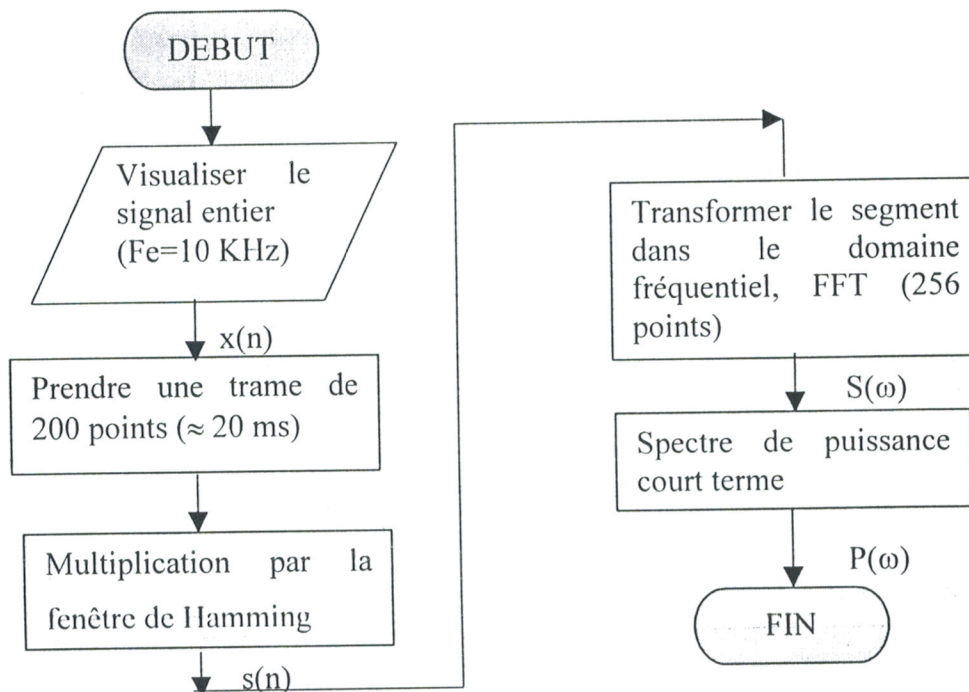 DEBUT
Visualiser le
signal entier
(Fe=10 KHz)
x(n)
Prendre une trame de
200 points (≈ 20 ms)
Multiplication par la
fenêtre de Hamming
s(n)
Transformer le segment
dans le domaine
fréquentiel, FFT (256
points)
S(ω)
Spectre de puissance
court terme
P(ω)
FIN